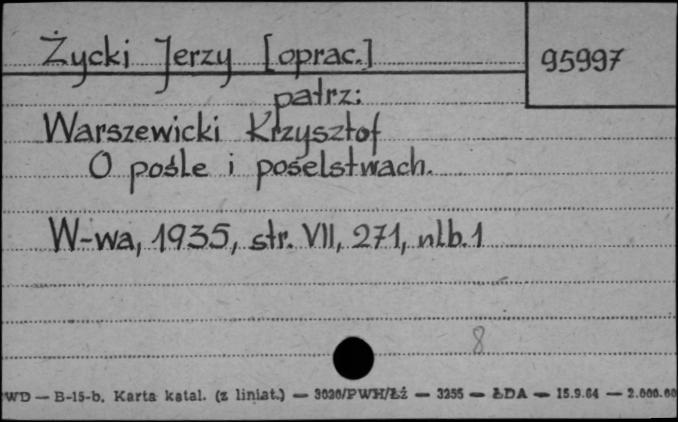 Życki Jerzy [oprac.]
95997
patrz:
Warszewicki Krzysztof
O pośle i poselstwach.
W-wa, 1935, str. VII, 271, nlb.1
8
WD — B-15-b. Karta katal. (z liniat.) — 3020/PWH/Łź — 3255 — ŁDA — 15.9.64 — 2.000.00